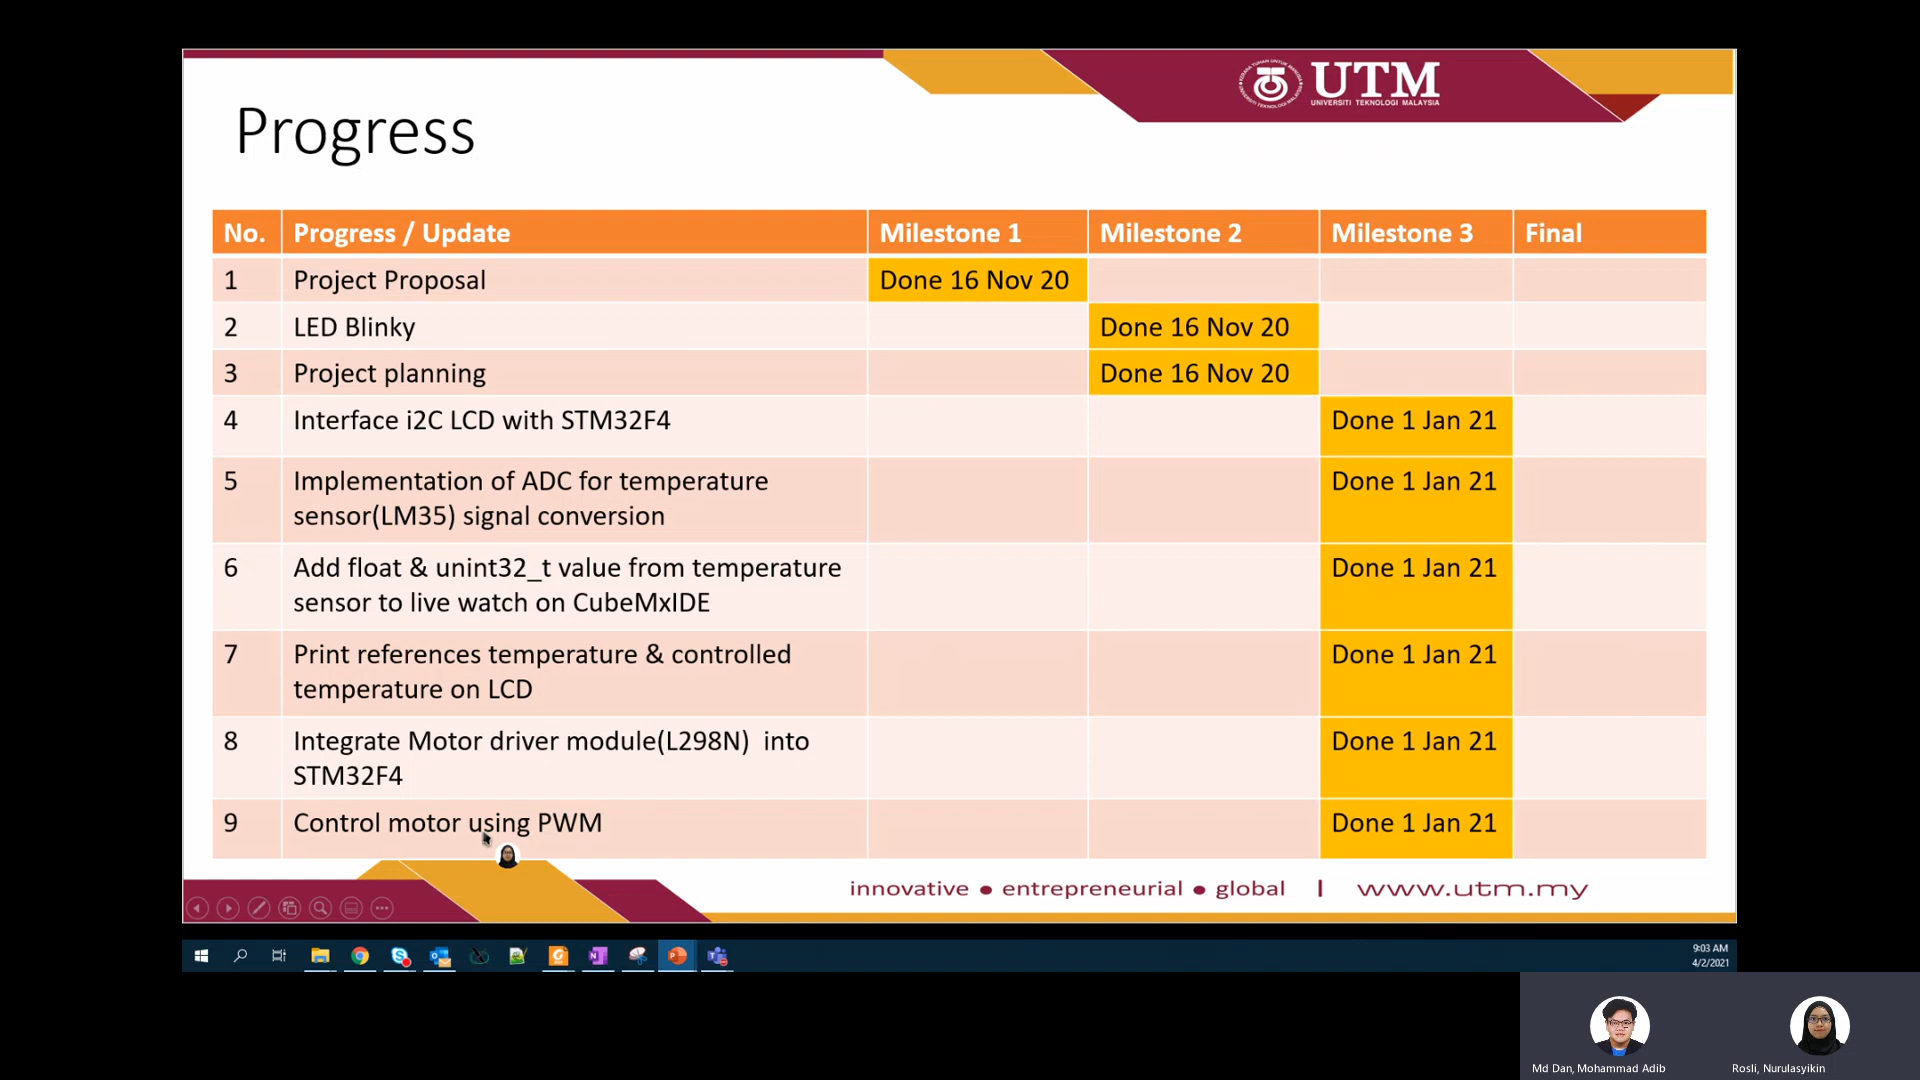 UTM
UNIVERSITI TEKNOLOGI MALAYSIA
Progress
No. Progress / Update Milestone 1 Milestone 2 Milestone 3 Final
1 Project Proposal Done 16 Nov 20
2 LED Blinky Done 16 Nov 20
3 Project planning Done 16 Nov 20
4 Interface i2C LCD with STM32F4 Done 1 Jan 21
5 Implementation of ADC for temperature Done 1 Jan 21
sensor(LM35) signal conversion
6 Add float & unint32_t value from temperature Done 1 Jan 21
sensor to live watch on CubeMxIDE
7 Print references temperature & controlled Done 1 Jan 21
temperature on LCD
8 Integrate Motor driver module(L298N) into Done 1 Jan 21
STM32F4
9 Control motor using PWM Done 1 Jan 21
innovative ● entrepreneurial ● global | www.utm.my
9:03 AM
4/2/2021
Md Dan, Mohammad Adib Rosli, Nurulasyikin